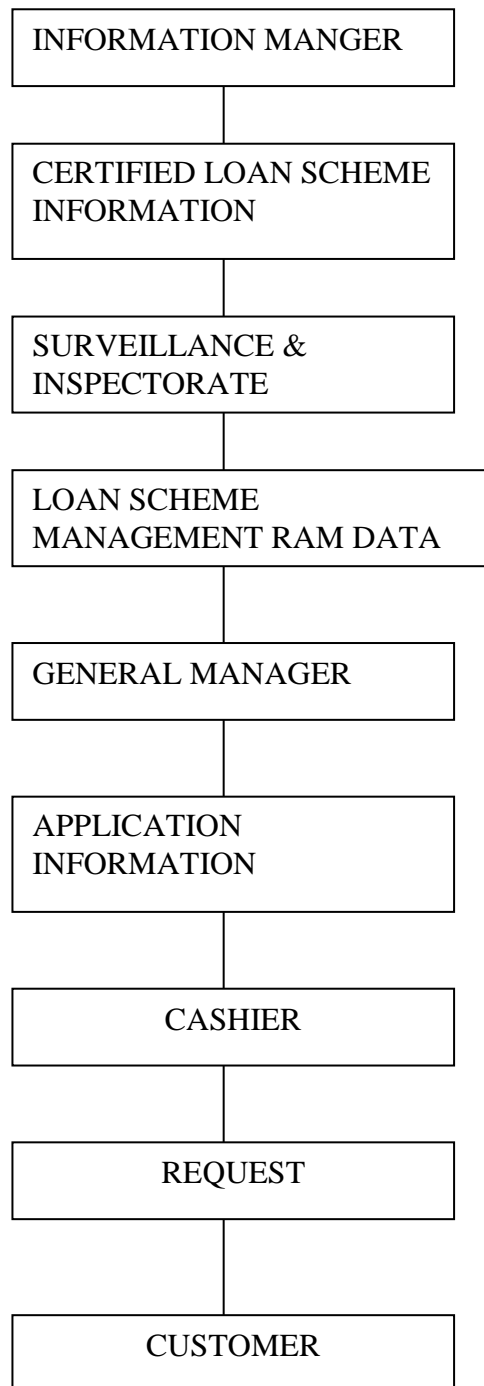 INFORMATION MANGER
CERTIFIED LOAN SCHEME
INFORMATION
SURVEILLANCE &
INSPECTORATE
LOAN SCHEME
MANAGEMENT RAM DATA
GENERAL MANAGER
APPLICATION
INFORMATION
CASHIER
REQUEST
CUSTOMER